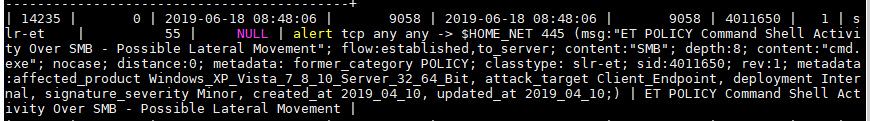 --------------------------------------------+
| 14235 |      0 | 2019-06-18 08:48:06 |     9058 | 2019-06-18 08:48:06 |     9058 | 4011650 |   1 | s
lr-et    |      55 |     NULL | alert tcp any any -> $HOME_NET 445 (msg:"ET POLICY Command Shell Activi
ty Over SMB - Possible Lateral Movement"; flow:established,to_server; content:"SMB"; depth:8; content:"cmd.
exe"; nocase; distance:0; metadata: former_category POLICY; classtype: slr-et; sid:4011650; rev:1; metadata
:affected_product Windows_XP_Vista_7_8_10_Server_32_64_Bit, attack_target Client_Endpoint, deployment Inter
nal, signature_severity Minor, created_at 2019_04_10, updated_at 2019_04_10;) | ET POLICY Command Shell Act
ivity Over SMB - Possible Lateral Movement |